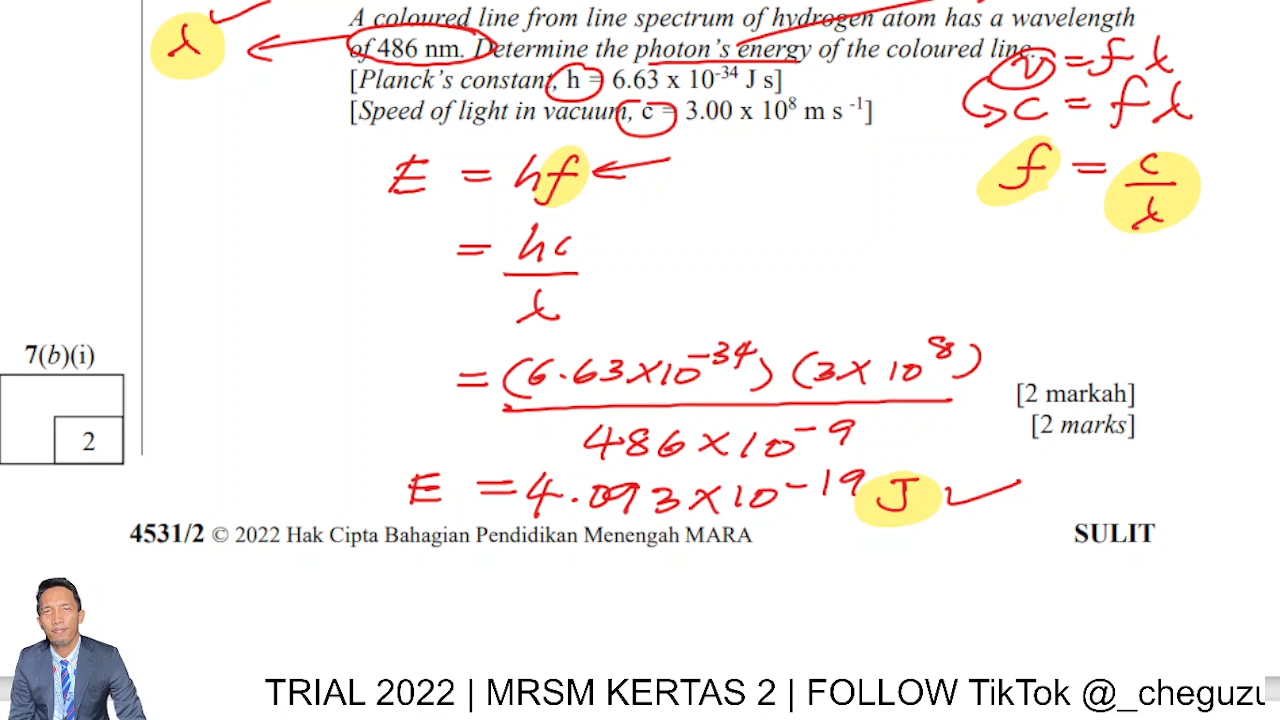 A coloured line from line spectrum of hydrogen atom has a wavelength
λ
of 486 nm. Determine the photon's energy of the coloured line.
v = f λ
[Planck's constant, h = 6.63 x 10⁻³⁴ J s]
c = f λ
[Speed of light in vacuum, c = 3.00 x 10⁸ m s ⁻¹]
E = hf
f = c/λ
= hc/λ
7(b)(i)
= (6.63 x 10⁻³⁴) (3 x 10⁸)
[2 markah]
[2 marks]
2
486 x 10⁻⁹
E = 4.093 x 10⁻¹⁹ J
4531/2 © 2022 Hak Cipta Bahagian Pendidikan Menengah MARA
SULIT
TRIAL 2022 | MRSM KERTAS 2 | FOLLOW TikTok @_cheguzu